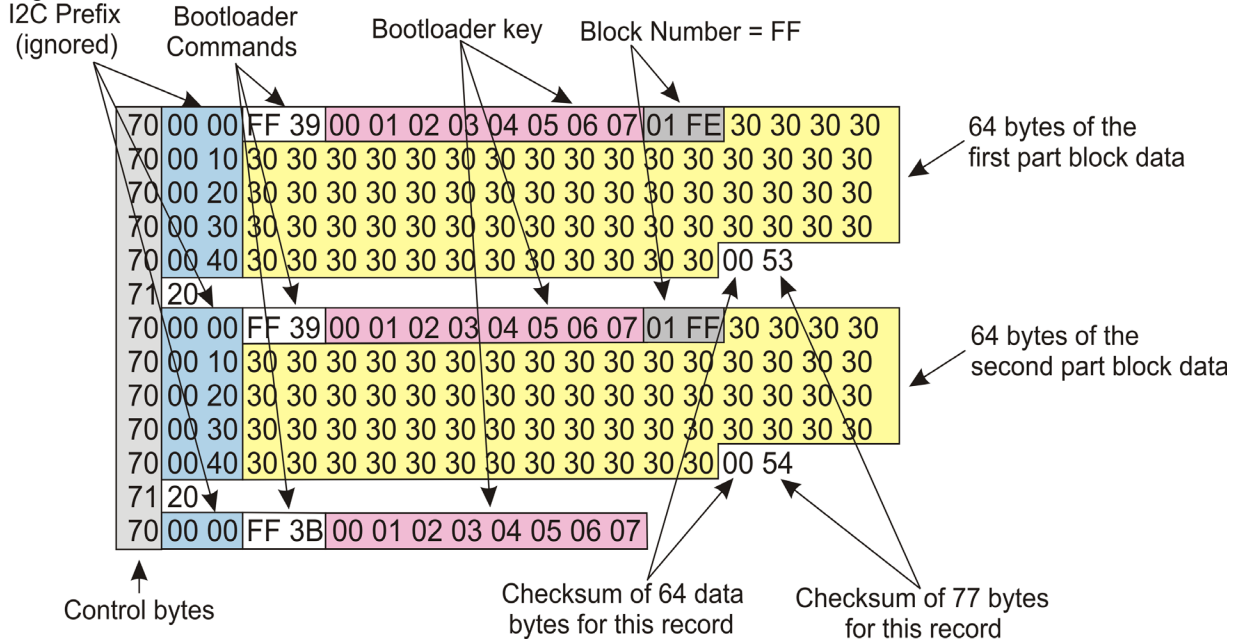 I2C Prefix
(ignored)
Bootloader
Commands
Bootloader key
Block Number = FF
70 00 00 FF 39 00 01 02 03 04 05 06 07 01 FE 30 30 30 30
70 00 10 30 30 30 30 30 30 30 30 30 30 30 30 30 30 30 30
70 00 20 30 30 30 30 30 30 30 30 30 30 30 30 30 30 30 30
70 00 30 30 30 30 30 30 30 30 30 30 30 30 30 30 30 30 30
70 00 40 30 30 30 30 30 30 30 30 30 30 30 30 00 53
71 20
64 bytes of the
first part block data
70 00 00 FF 39 00 01 02 03 04 05 06 07 01 FF 30 30 30 30
70 00 10 30 30 30 30 30 30 30 30 30 30 30 30 30 30 30 30
70 00 20 30 30 30 30 30 30 30 30 30 30 30 30 30 30 30 30
70 00 30 30 30 30 30 30 30 30 30 30 30 30 30 30 30 30 30
70 00 40 30 30 30 30 30 30 30 30 30 30 30 30 00 54
71 20
64 bytes of the
second part block data
70 00 00 FF 3B 00 01 02 03 04 05 06 07
Control bytes
Checksum of 64 data
bytes for this record
Checksum of 77 bytes
for this record